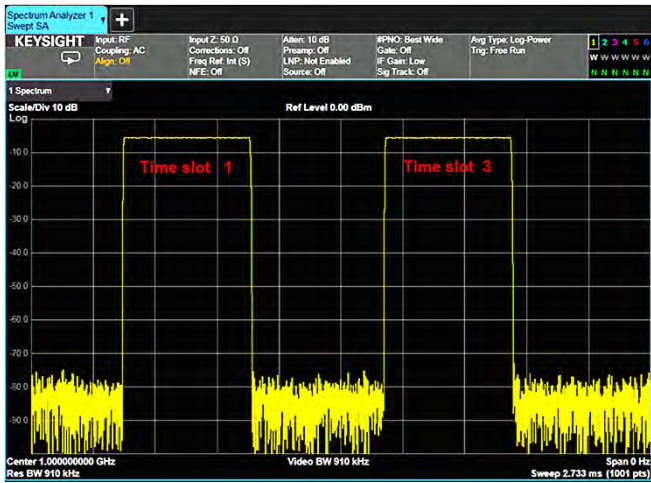 Spectrum Analyzer 1
Swept SA
KEYSIGHT
Input: RF
Coupling: AC
Align: Off
Input Z: 50 Ω
Corrections: Off
Freq Ref: Int (S)
NFE: Off
Atten: 10 dB
Preamp: Off
LNP: Not Enabled
Source: Off
#PNO: Best Wide
Gate: Off
IF Gain: Low
Sig Track: Off
Avg Type: Log-Power
Trig: Free Run
1 2 3 4 5 6
W W W W W W
N N N N N N
1 Spectrum
Scale/Div 10 dB
Ref Level 0.00 dBm
Log
-10.0
Time slot 1
Time slot 3
-20.0
-30.0
-40.0
-50.0
-60.0
-70.0
-80.0
-90.0
Center 1.000000000 GHz
Video BW 910 kHz
Span 0 Hz
Res BW 910 kHz
Sweep 2.733 ms (1001 pts)